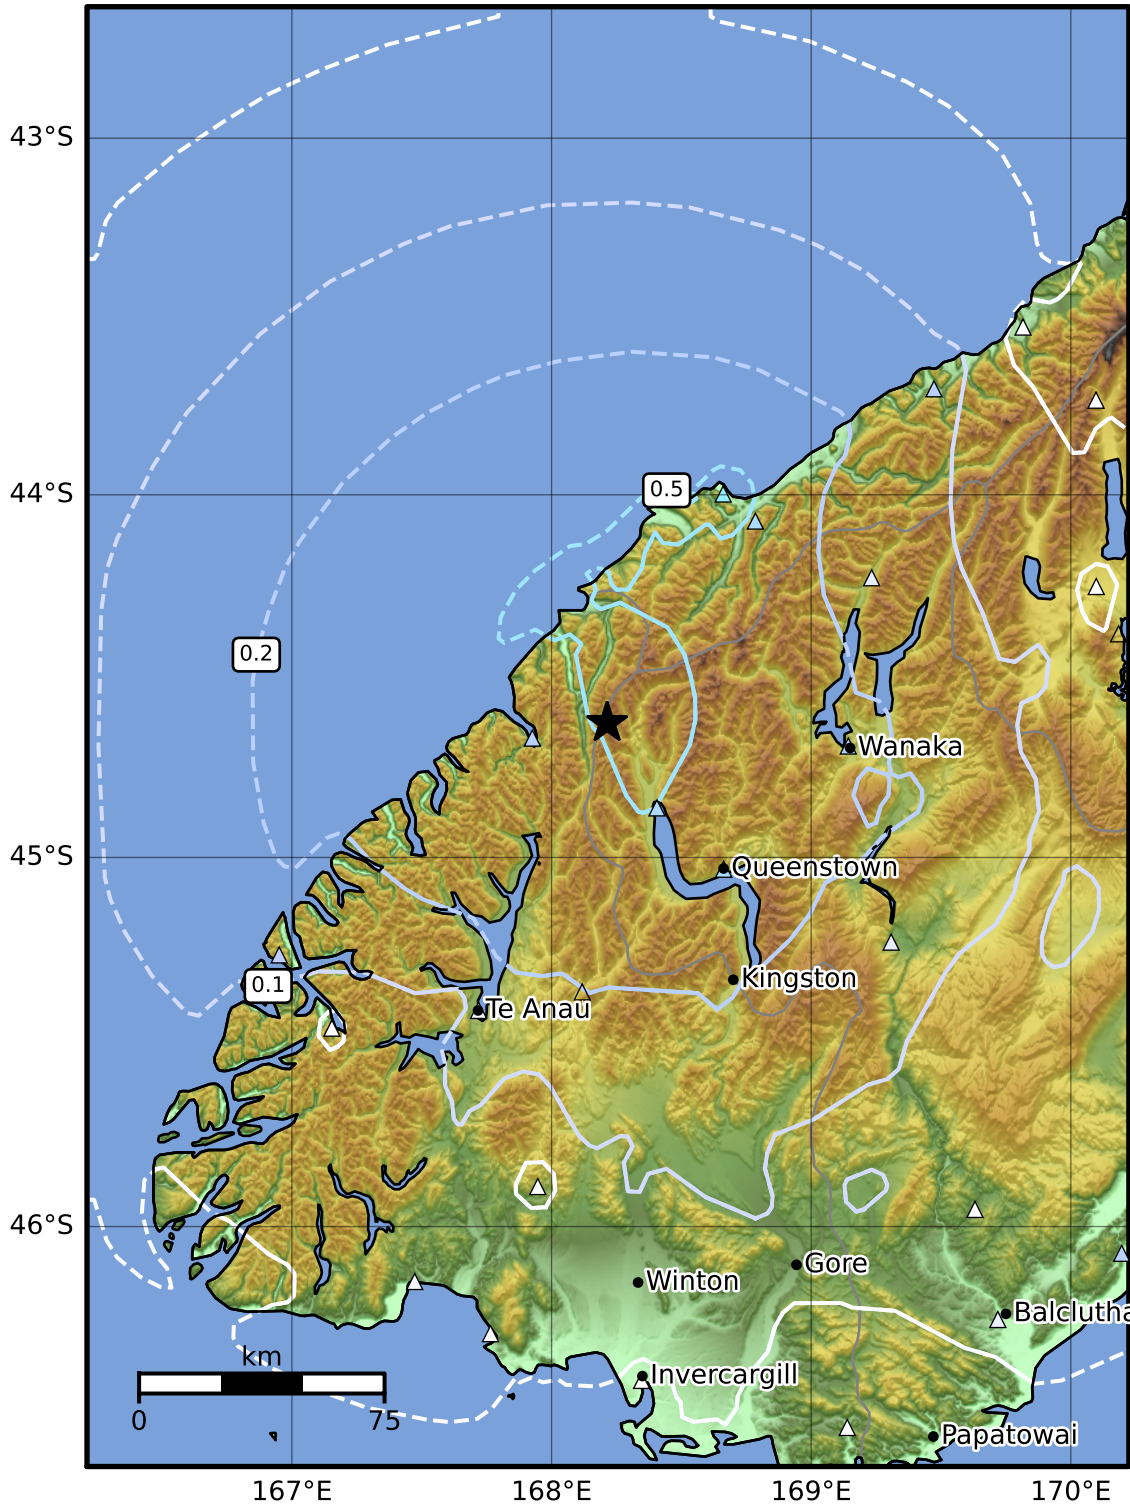 43°S
0.5
44°S
0.2
Wanaka
45°S
Queenstown
Kingston
0.1
Te Anau
46°S
Gore
Winton
Balclutha
km
Invercargill
0
75
Papatowai
167°E
168°E
169°E
170°E